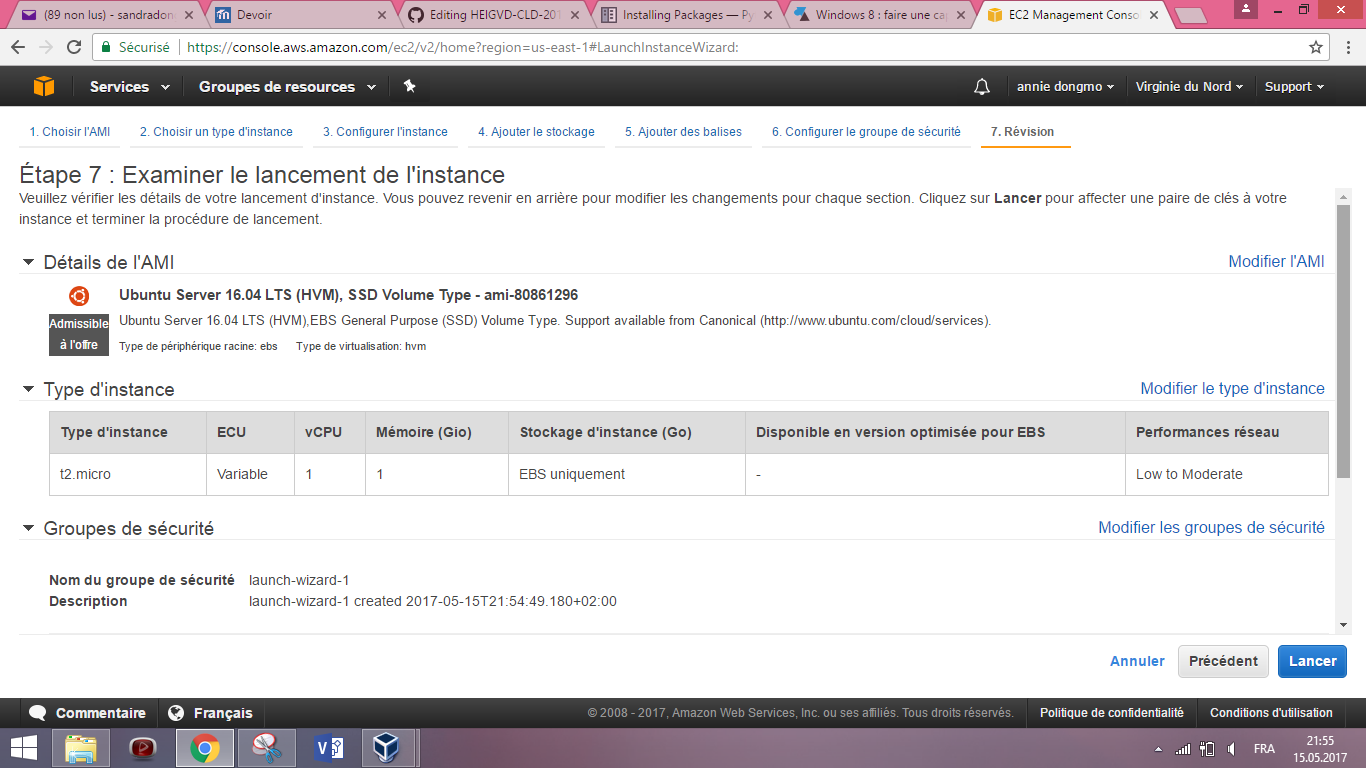 (89 non lus) - sandradon
Devoir
Editing HEIGVD-CLD-201
Installing Packages — Py
Windows 8 : faire une ca
EC2 Management Conso
Sécurisé
https://console.aws.amazon.com/ec2/v2/home?region=us-east-1#LaunchInstanceWizard:
Services
Groupes de resources
annie dongmo
Virginie du Nord
Support
1. Choisir l'AMI
2. Choisir un type d'instance
3. Configurer l'instance
4. Ajouter le stockage
5. Ajouter des balises
6. Configurer le groupe de sécurité
7. Révision
Étape 7 : Examiner le lancement de l'instance
Veuillez vérifier les détails de votre lancement d'instance. Vous pouvez revenir en arrière pour modifier les changements pour chaque section. Cliquez sur Lancer pour affecter une paire de clés à votre
instance et terminer la procédure de lancement.
Détails de l'AMI
Modifier l'AMI
Ubuntu Server 16.04 LTS (HVM), SSD Volume Type - ami-80861296
Admissible
à l'offre
Ubuntu Server 16.04 LTS (HVM),EBS General Purpose (SSD) Volume Type. Support available from Canonical (http://www.ubuntu.com/cloud/services).
Type de périphérique racine: ebs
Type de virtualisation: hvm
Type d'instance
Modifier le type d'instance
Type d'instance
ECU
vCPU
Mémoire (Gio)
Stockage d'instance (Go)
Disponible en version optimisée pour EBS
Performances réseau
t2.micro
Variable
1
1
EBS uniquement
-
Low to Moderate
Groupes de sécurité
Modifier les groupes de sécurité
Nom du groupe de sécurité
launch-wizard-1
Description
launch-wizard-1 created 2017-05-15T21:54:49.180+02:00
Annuler
Précédent
Lancer
Commentaire
Français
© 2008 - 2017, Amazon Web Services, Inc. ou ses affiliés. Tous droits réservés.
Politique de confidentialité
Conditions d'utilisation
FRA
21:55
15.05.2017